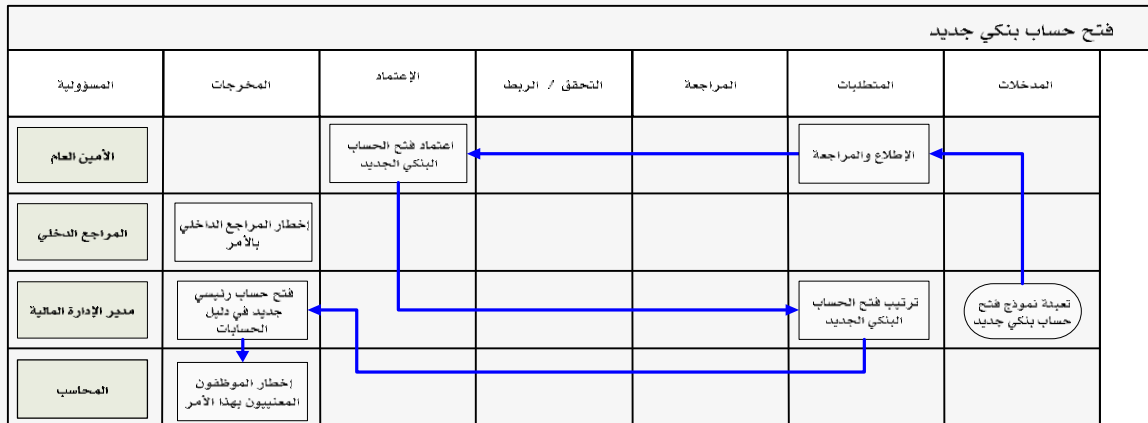 فتح حساب بنكي جديد
المدخلات
المتطلبات
المراجعة
التحقق / الربط
الإعتماد
المخرجات
المسؤولية
الإطلاع والمراجعة
اعتماد فتح الحساب
البنكي الجديد
الأمين العام
إخطار المراجع الداخلي
بالأمر
المراجع الدخلي
تعبئة نموذج فتح
حساب بنكي جديد
ترتيب فتح الحساب
البنكي الجديد
فتح حساب رئيسي
جديد في دليل
الحسابات
مدير الإدارة المالية
إخطار الموظفون
المعنييون بهذا الأمر
المحاسب